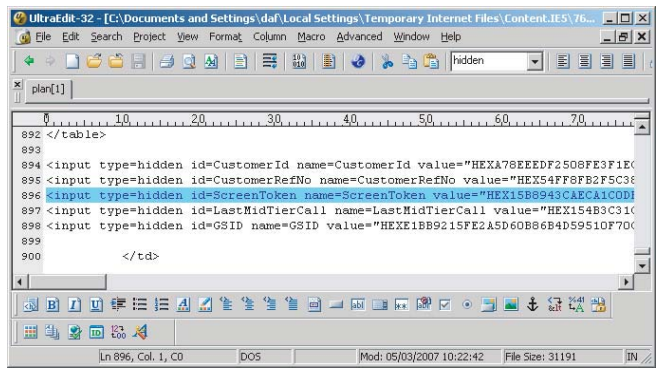 UltraEdit-32 - [C:\Documents and Settings\daf\Local Settings\Temporary Internet Files\Content.IE5\76...
File Edit Search Project View Format Column Macro Advanced Window Help
hidden
plan[1]
0 10 20 30 40 50 60 70
892 </table>
893
894 <input type=hidden id=CustomerId name=CustomerId value="HEXA78EEEDF2508FE3F1E
895 <input type=hidden id=CustomerRefNo name=CustomerRefNo value="HEX54FF8FB2F5C38
896 <input type=hidden id=ScreenToken name=ScreenToken value="HEX15B8943CAECA1COD
897 <input type=hidden id=LastMidTierCall name=LastMidTierCall value="HEX154B3C31
898 <input type=hidden id=GSID name=GSID value="HEXE1BB9215FE2A5D60B86B4D59510F70
899
900 </td>
Ln 896, Col. 1, C0 DOS Mod: 05/03/2007 10:22:42 File Size: 31191 IN